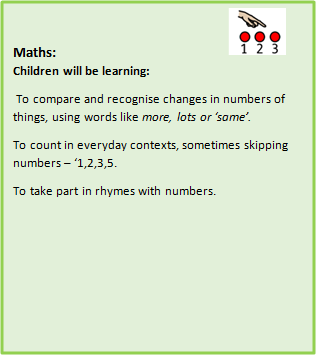 1 2 3
Maths:
Children will be learning:
To compare and recognise changes in numbers of
things, using words like more, lots or ‘same’.
To count in everyday contexts, sometimes skipping
numbers – ‘1,2,3,5.
To take part in rhymes with numbers.